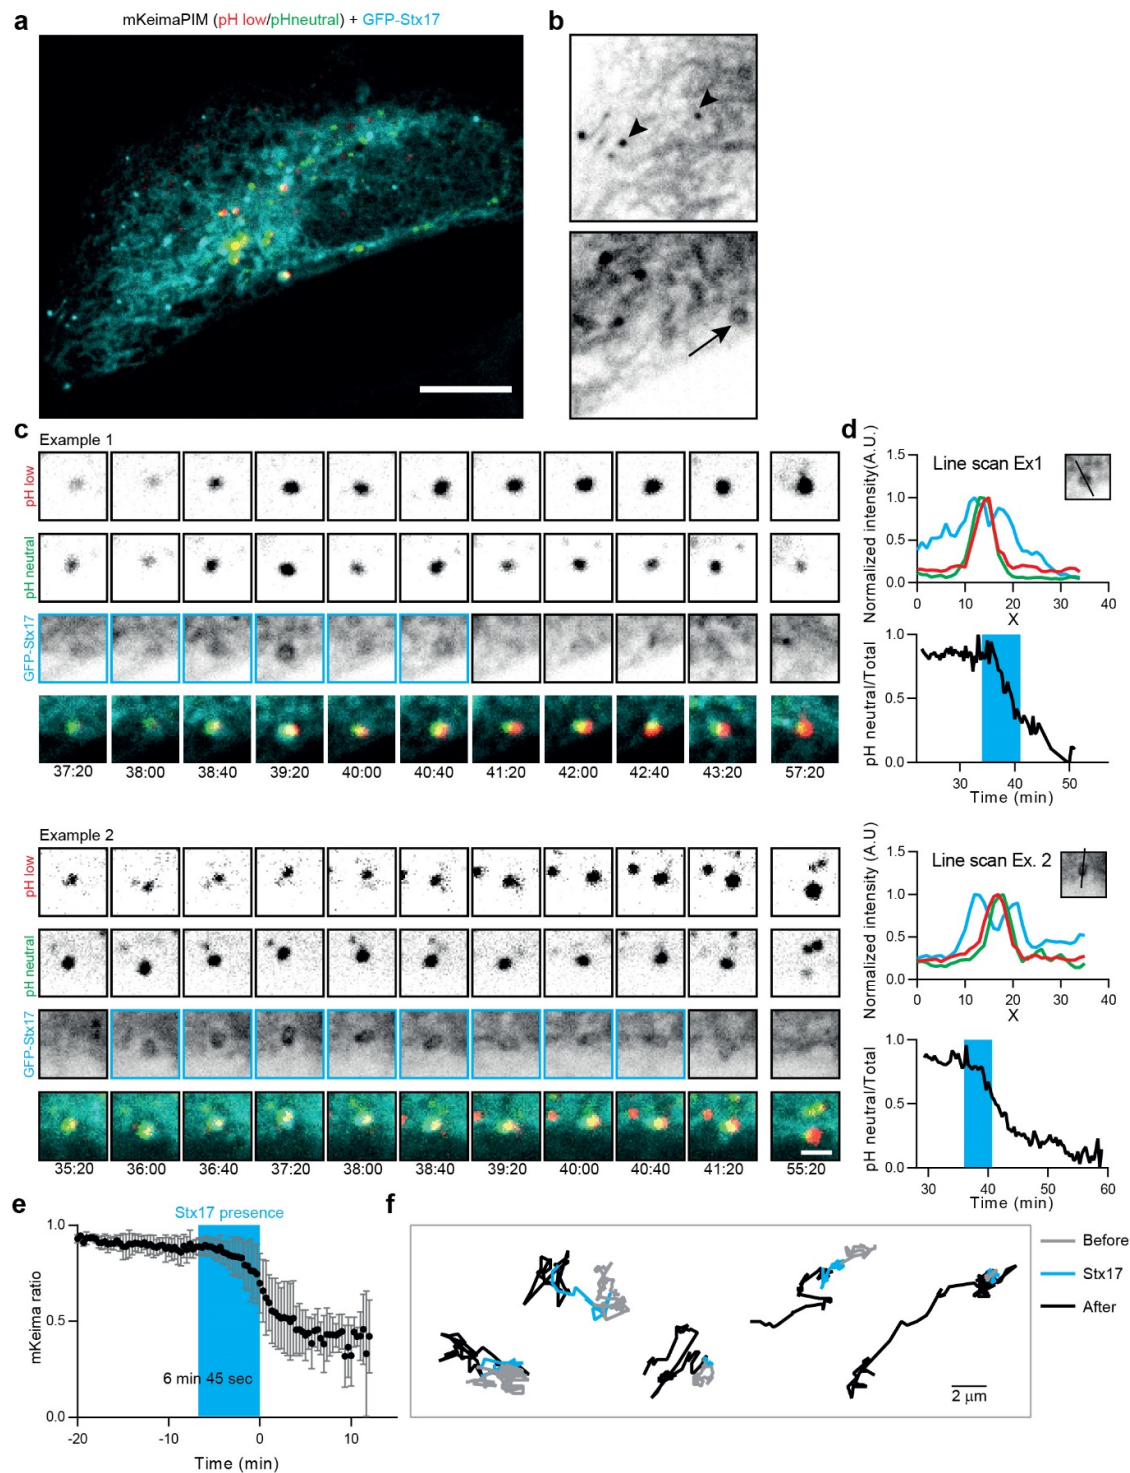 a
mKeimaPIM (pH low/pHneutral) + GFP-Stx17
b
c
Example 1
pH low
pH neutral
GFP-Stx17
37:20 38:00 38:40 39:20 40:00 40:40 41:20 42:00 42:40 43:20 57:20
Example 2
pH low
pH neutral
GFP-Stx17
35:20 36:00 36:40 37:20 38:00 38:40 39:20 40:00 40:40 41:20 55:20
d
Normalized intensity(A.U.)
Line scan Ex1
1.5
1.0
0.5
0.0
0 10 20 30 40
X
pH neutral/Total
1.0
0.5
0.0
30 40 50
Time (min)
Normalized intensity (A.U)
Line scan Ex. 2
1.5
1.0
0.5
0.0
0 10 20 30 40
X
pH neutral/Total
1.0
0.5
0.0
30 40 50 60
Time (min)
e
Stx17 presence
mKeima ratio
1.0
0.5
0.0
6 min 45 sec
-20 -10 0 10
Time (min)
f
Before
Stx17
After
2 μm